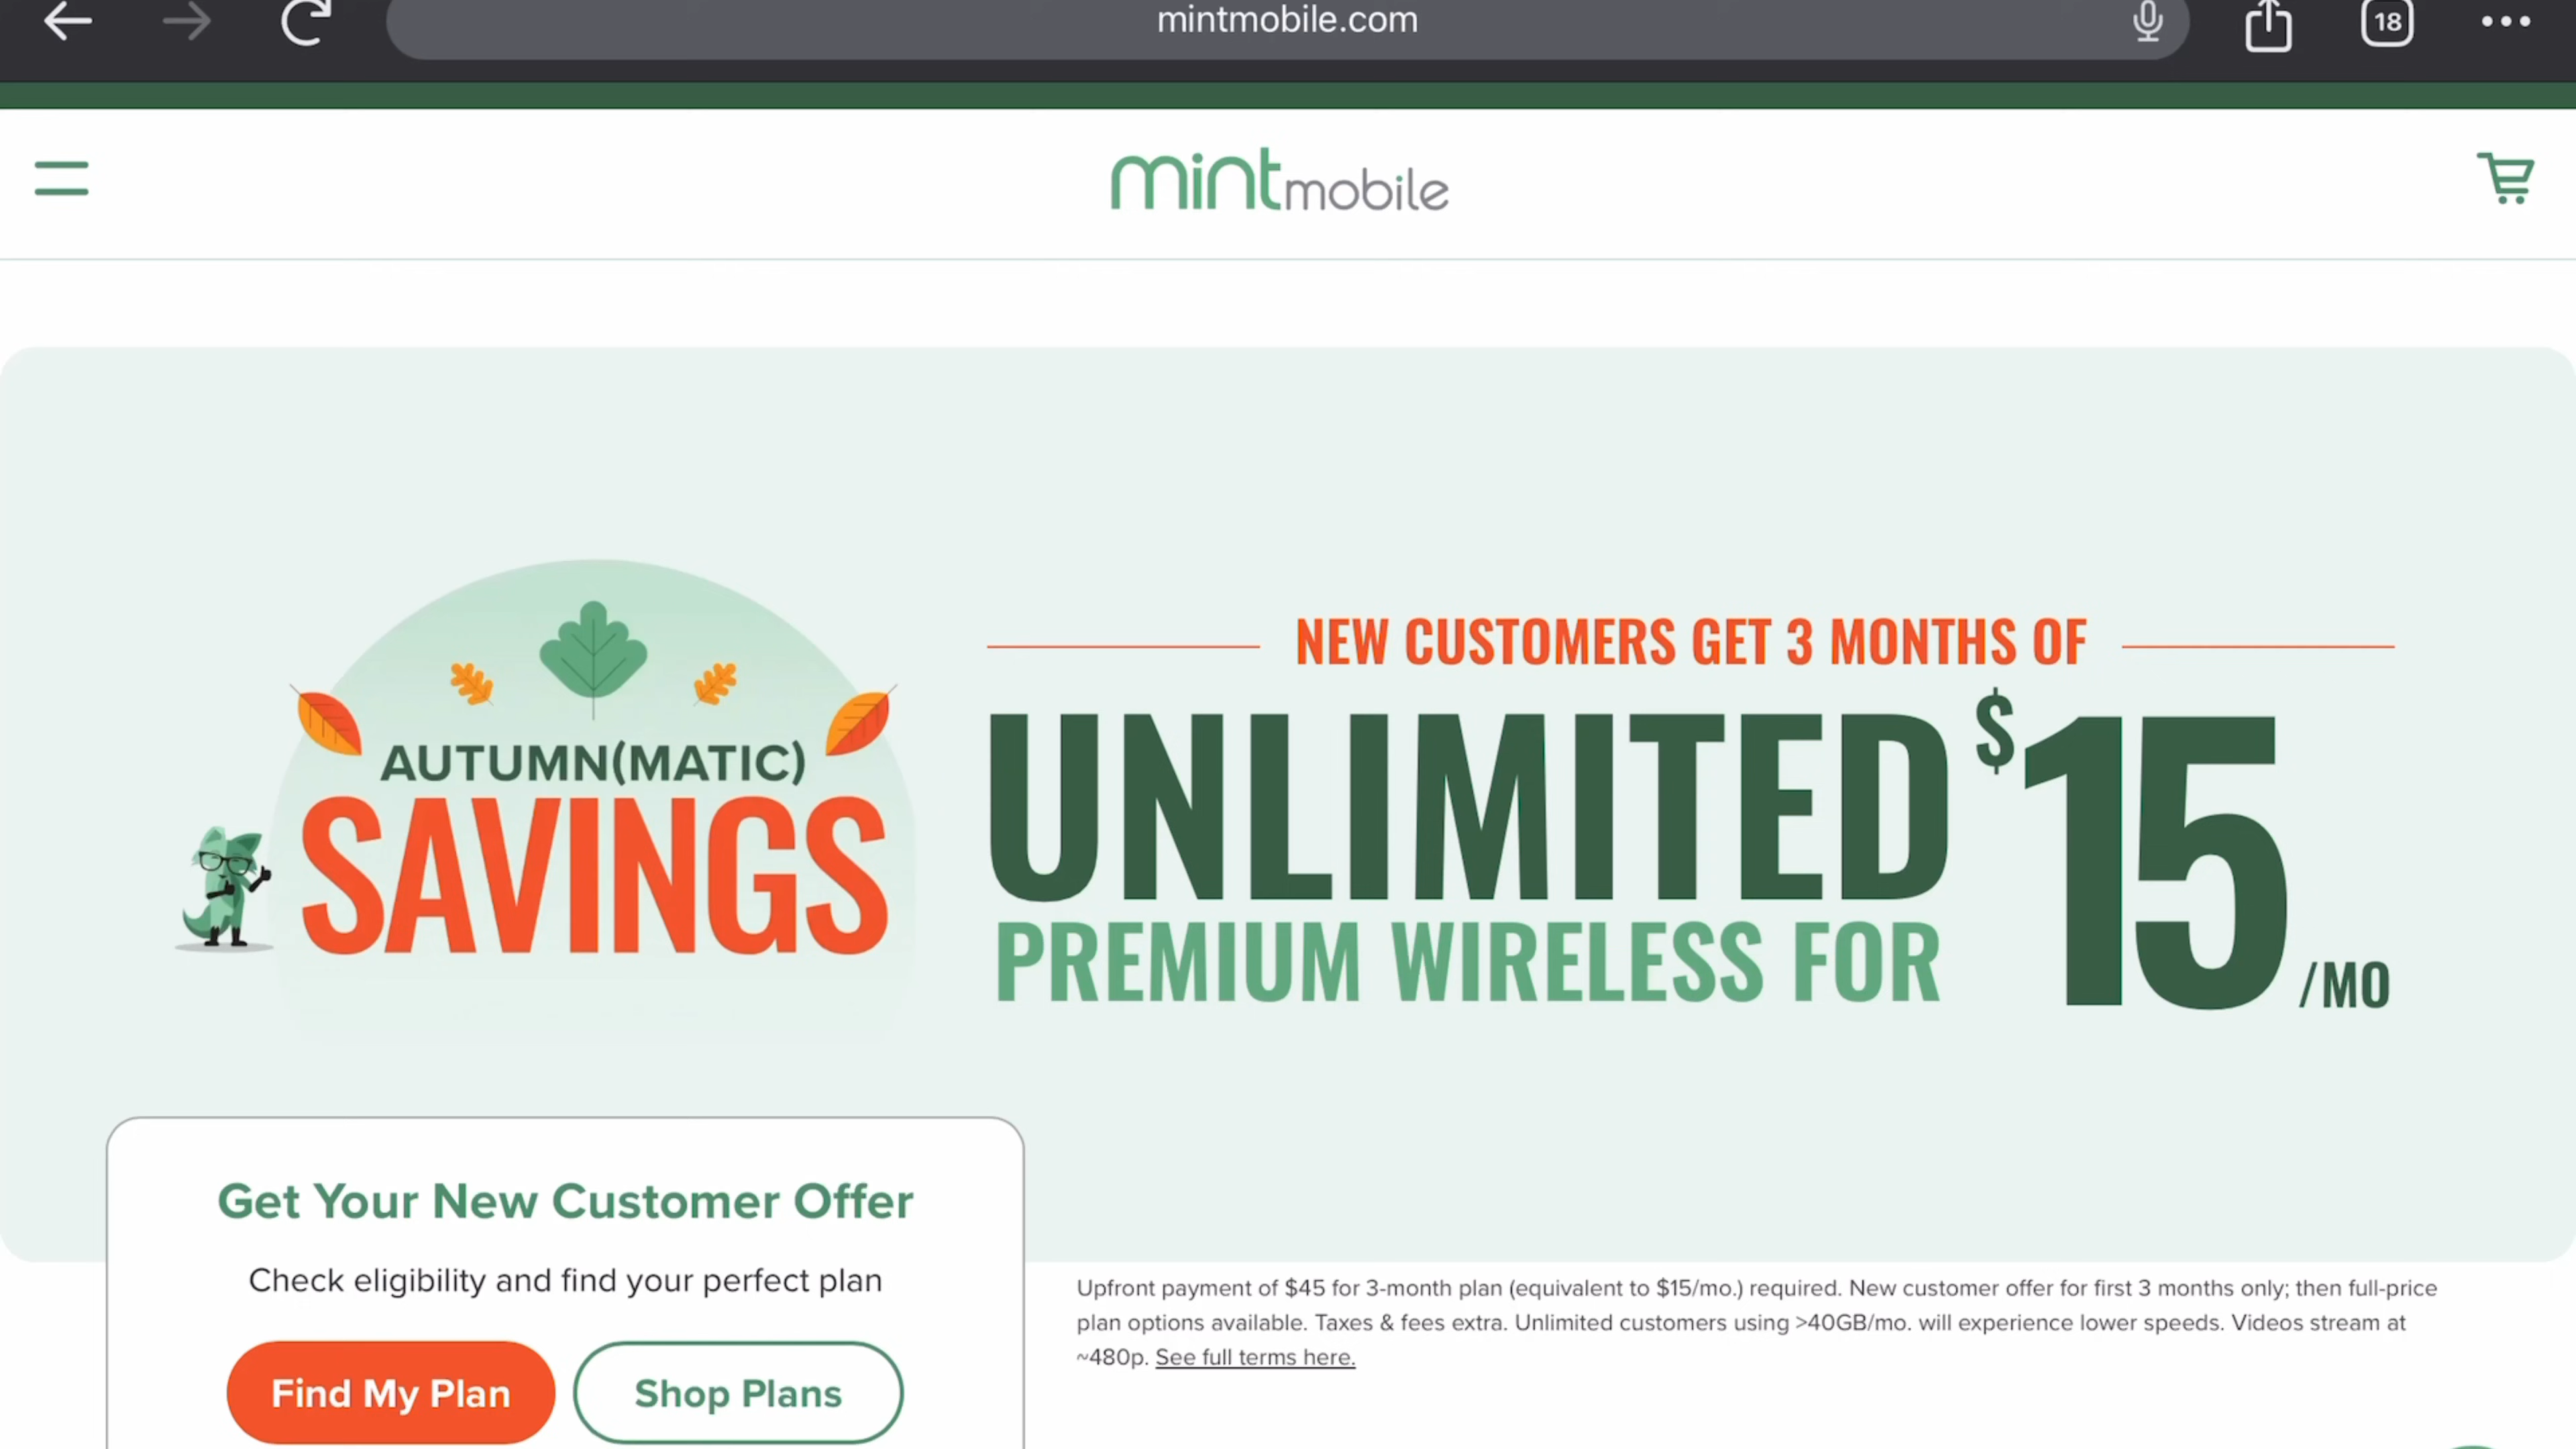 mintmobile.com
18
mintmobile
NEW CUSTOMERS GET 3 MONTHS OF
AUTUMN(MATIC)
SAVINGS
UNLIMITED
PREMIUM WIRELESS FOR
$15/MO
Get Your New Customer Offer
Check eligibility and find your perfect plan
Find My Plan
Shop Plans
Upfront payment of $45 for 3-month plan (equivalent to $15/mo.) required. New customer offer for first 3 months only; then full-price
plan options available. Taxes & fees extra. Unlimited customers using >40GB/mo. will experience lower speeds. Videos stream at
~480p. See full terms here.